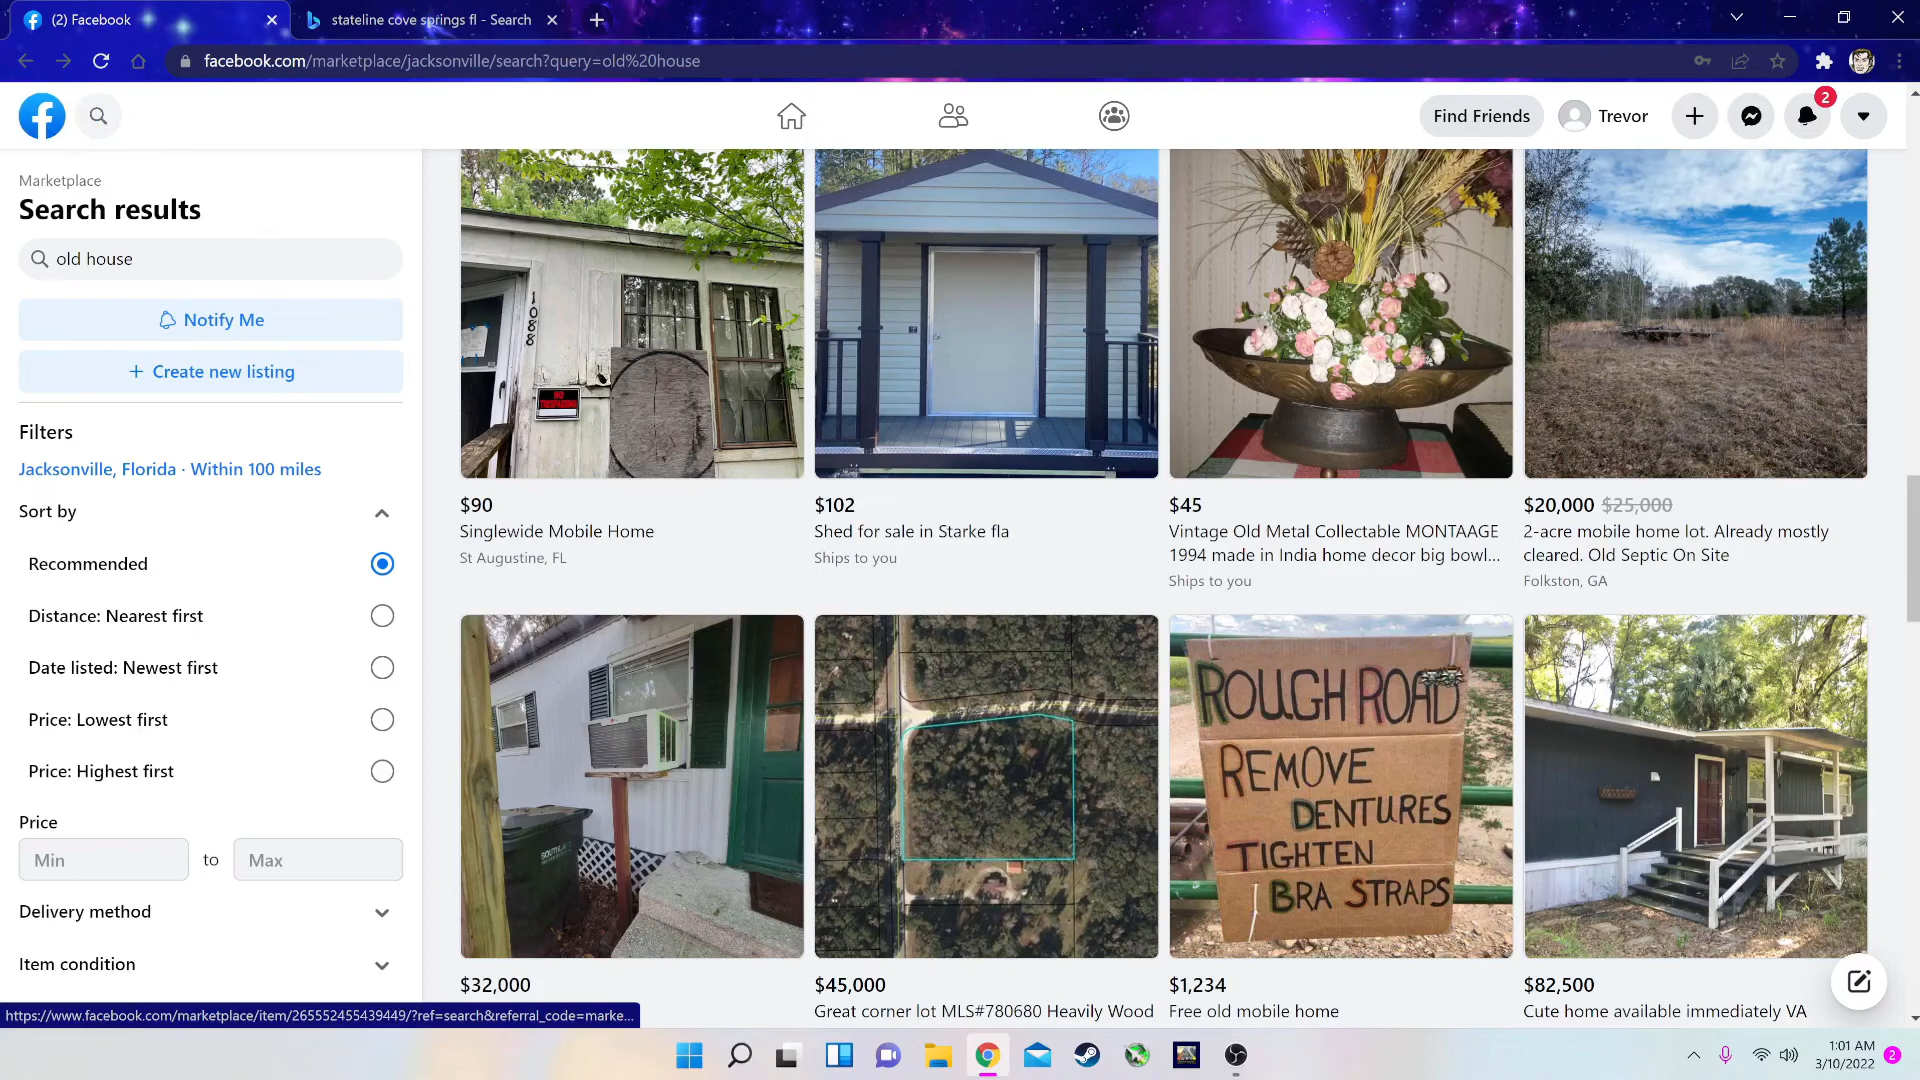 (2) Facebook
stateline cove springs fl - Search
facebook.com/marketplace/jacksonville/search?query=old%20house
Find Friends
Trevor
2
Marketplace
Search results
old house
Notify Me
+ Create new listing
Filters
Jacksonville, Florida · Within 100 miles
Sort by
Recommended
Distance: Nearest first
Date listed: Newest first
Price: Lowest first
Price: Highest first
Price
Min
to
Max
Delivery method
Item condition
1088
NO
TRESPASSING
$90
Singlewide Mobile Home
St Augustine, FL
$102
Shed for sale in Starke fla
Ships to you
$45
Vintage Old Metal Collectable MONTAAGE
1994 made in India home decor big bowl...
Ships to you
$20,000 $25,000
2-acre mobile home lot. Already mostly
cleared. Old Septic On Site
Folkston, GA
$32,000
$45,000
Great corner lot MLS#780680 Heavily Wood
ROUGH ROAD
REMOVE
DENTURES
TIGHTEN
BRA STRAPS
$1,234
Free old mobile home
$82,500
Cute home available immediately VA
https://www.facebook.com/marketplace/item/265552455439449/?ref=search&referral_code=marke...
1:01 AM
3/10/2022
2